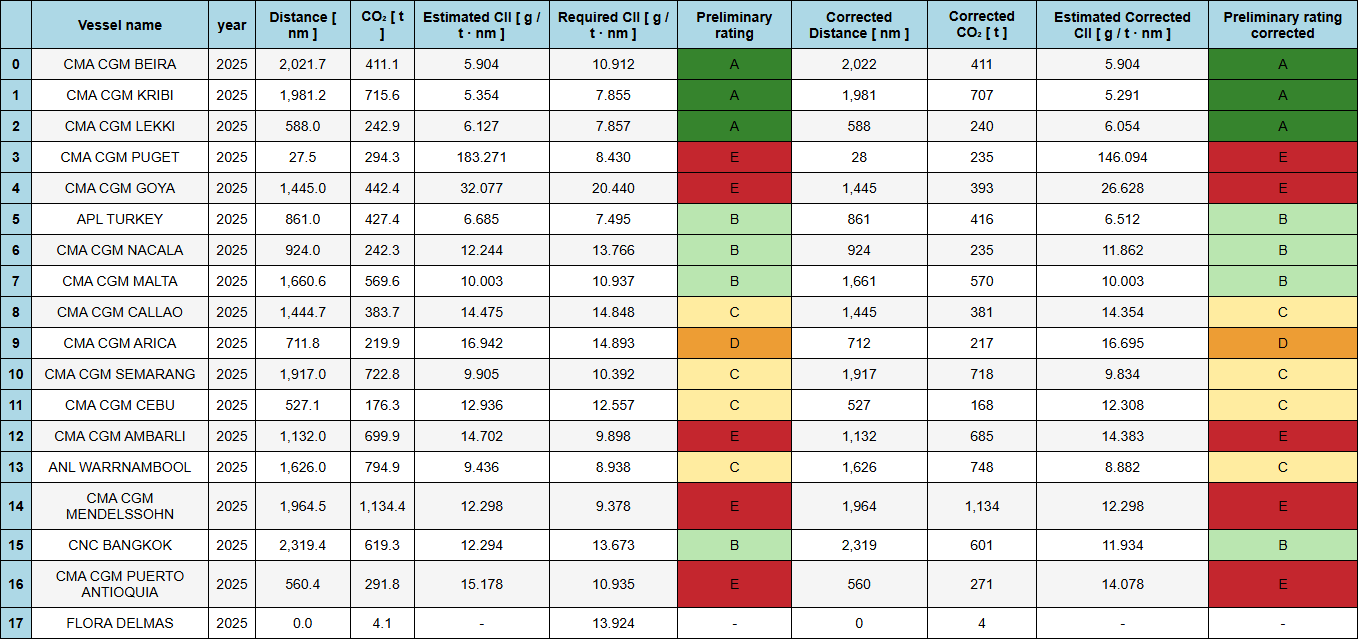 Vessel name year Distance [ nm ] CO₂ [ t ] Estimated CII [ g / t · nm ] Required CII [ g / t · nm ] Preliminary rating Corrected Distance [ nm ] Corrected CO₂ [ t ] Estimated Corrected CII [ g / t · nm ] Preliminary rating corrected
0 CMA CGM BEIRA 2025 2,021.7 411.1 5.904 10.912 A 2,022 411 5.904 A
1 CMA CGM KRIBI 2025 1,981.2 715.6 5.354 7.855 A 1,981 707 5.291 A
2 CMA CGM LEKKI 2025 588.0 242.9 6.127 7.857 A 588 240 6.054 A
3 CMA CGM PUGET 2025 27.5 294.3 183.271 8.430 E 28 235 146.094 E
4 CMA CGM GOYA 2025 1,445.0 442.4 32.077 20.440 E 1,445 393 26.628 E
5 APL TURKEY 2025 861.0 427.4 6.685 7.495 B 861 416 6.512 B
6 CMA CGM NACALA 2025 924.0 242.3 12.244 13.766 B 924 235 11.862 B
7 CMA CGM MALTA 2025 1,660.6 569.6 10.003 10.937 B 1,661 570 10.003 B
8 CMA CGM CALLAO 2025 1,444.7 383.7 14.475 14.848 C 1,445 381 14.354 C
9 CMA CGM ARICA 2025 711.8 219.9 16.942 14.893 D 712 217 16.695 D
10 CMA CGM SEMARANG 2025 1,917.0 722.8 9.905 10.392 C 1,917 718 9.834 C
11 CMA CGM CEBU 2025 527.1 176.3 12.936 12.557 C 527 168 12.308 C
12 CMA CGM AMBARLI 2025 1,132.0 699.9 14.702 9.898 E 1,132 685 14.383 E
13 ANL WARRNAMBOOL 2025 1,626.0 794.9 9.436 8.938 C 1,626 748 8.882 C
14 CMA CGM MENDELSSOHN 2025 1,964.5 1,134.4 12.298 9.378 E 1,964 1,134 12.298 E
15 CNC BANGKOK 2025 2,319.4 619.3 12.294 13.673 B 2,319 601 11.934 B
16 CMA CGM PUERTO ANTIOQUIA 2025 560.4 291.8 15.178 10.935 E 560 271 14.078 E
17 FLORA DELMAS 2025 0.0 4.1 - 13.924 - 0 4 - -